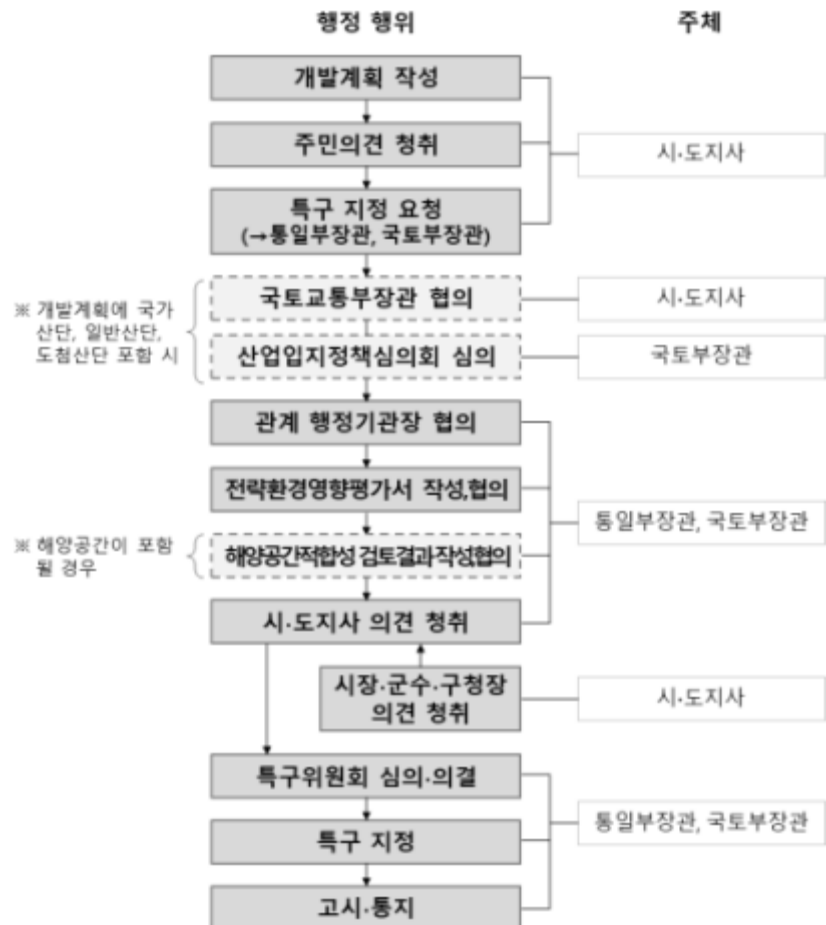 행정 행위
주체
개발계획 작성
주민의견 청취
시·도지사
특구 지정 요청
(→통일부장관, 국토부장관)
※ 개발계획에 국가
산단, 일반산단,
도첨산단 포함 시
국토교통부장관 협의
시·도지사
산업입지정책심의회 심의
국토부장관
관계 행정기관장 협의
전략환경영향평가서 작성,협의
통일부장관, 국토부장관
※ 해양공간이 포함
될 경우
해양공간적합성 검토결과작성,협의
시·도지사 의견 청취
시장·군수·구청장
의견 청취
시·도지사
특구위원회 심의·의결
통일부장관, 국토부장관
특구 지정
고시·통지